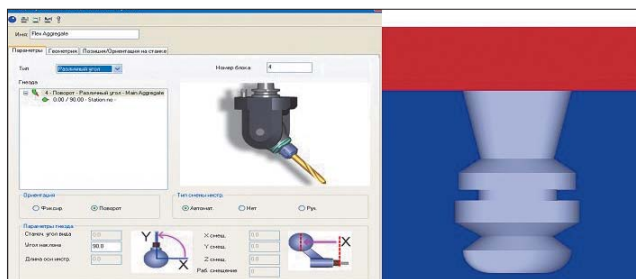 Имя: Flex Aggregate
Параметры Геометрия Позиция/Ориентация на станке
Тип Различный угол Номер блока 4
Гнезда
4 - Поворот - Различный угол - Main Aggregate
0.00 / 90.00 - Station no -
Ориентация Тип смены инстр.
Фиксир Поворот Автомат. Нет Рук.
Параметры гнезда
Станоч. угол вида 0.0 X смещ. 0.0
Угол наклона 90.0 Y смещ. 0.0
Длина оси инстр. 0.0 Z смещ. 0.0
Раб. смещение 0
Y X X